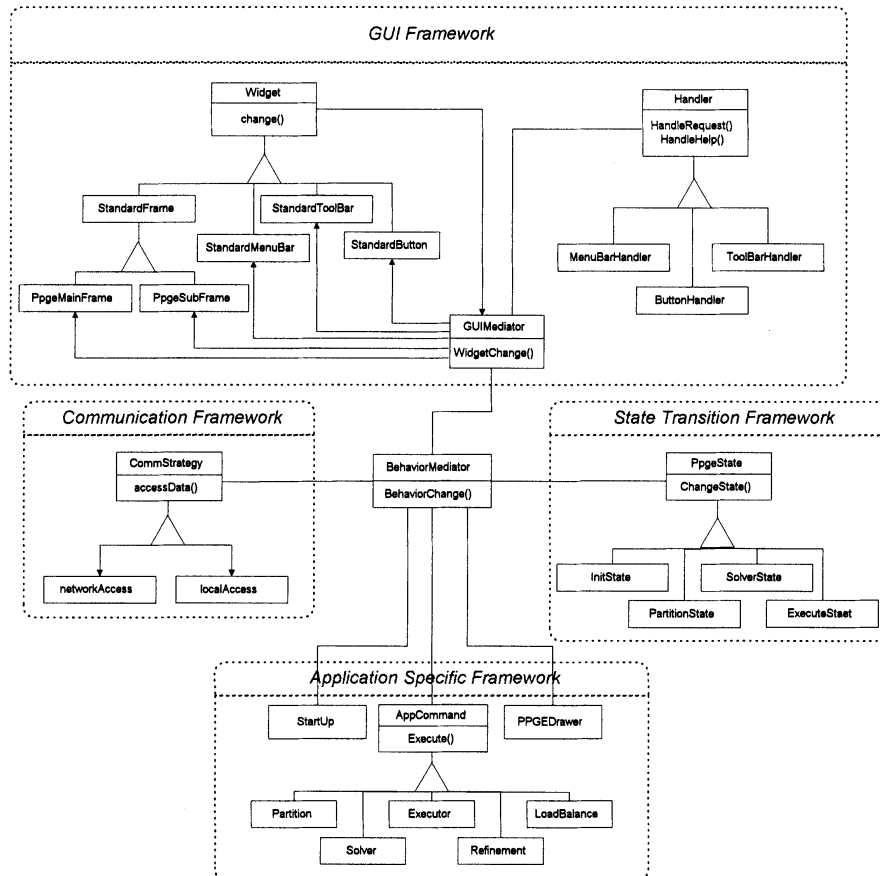 GUI Framework
Widget
change()
Handler
HandleRequest()
HandleHelp()
StandardFrame
StandardToolBar
StandardMenuBar
StandardButton
MenuBarHandler
ToolBarHandler
ButtonHandler
PpgeMainFrame
PpgeSubFrame
GUIMediator
WidgetChange()
Communication Framework
State Transition Framework
CommStrategy
accessData()
BehaviorMediator
BehaviorChange()
PpgeState
ChangeState()
networkAccess
localAccess
InitState
SolverState
PartitionState
ExecuteStaet
Application Specific Framework
StartUp
AppCommand
Execute()
PPGEDrawer
Partition
Executor
LoadBalance
Solver
Refinement